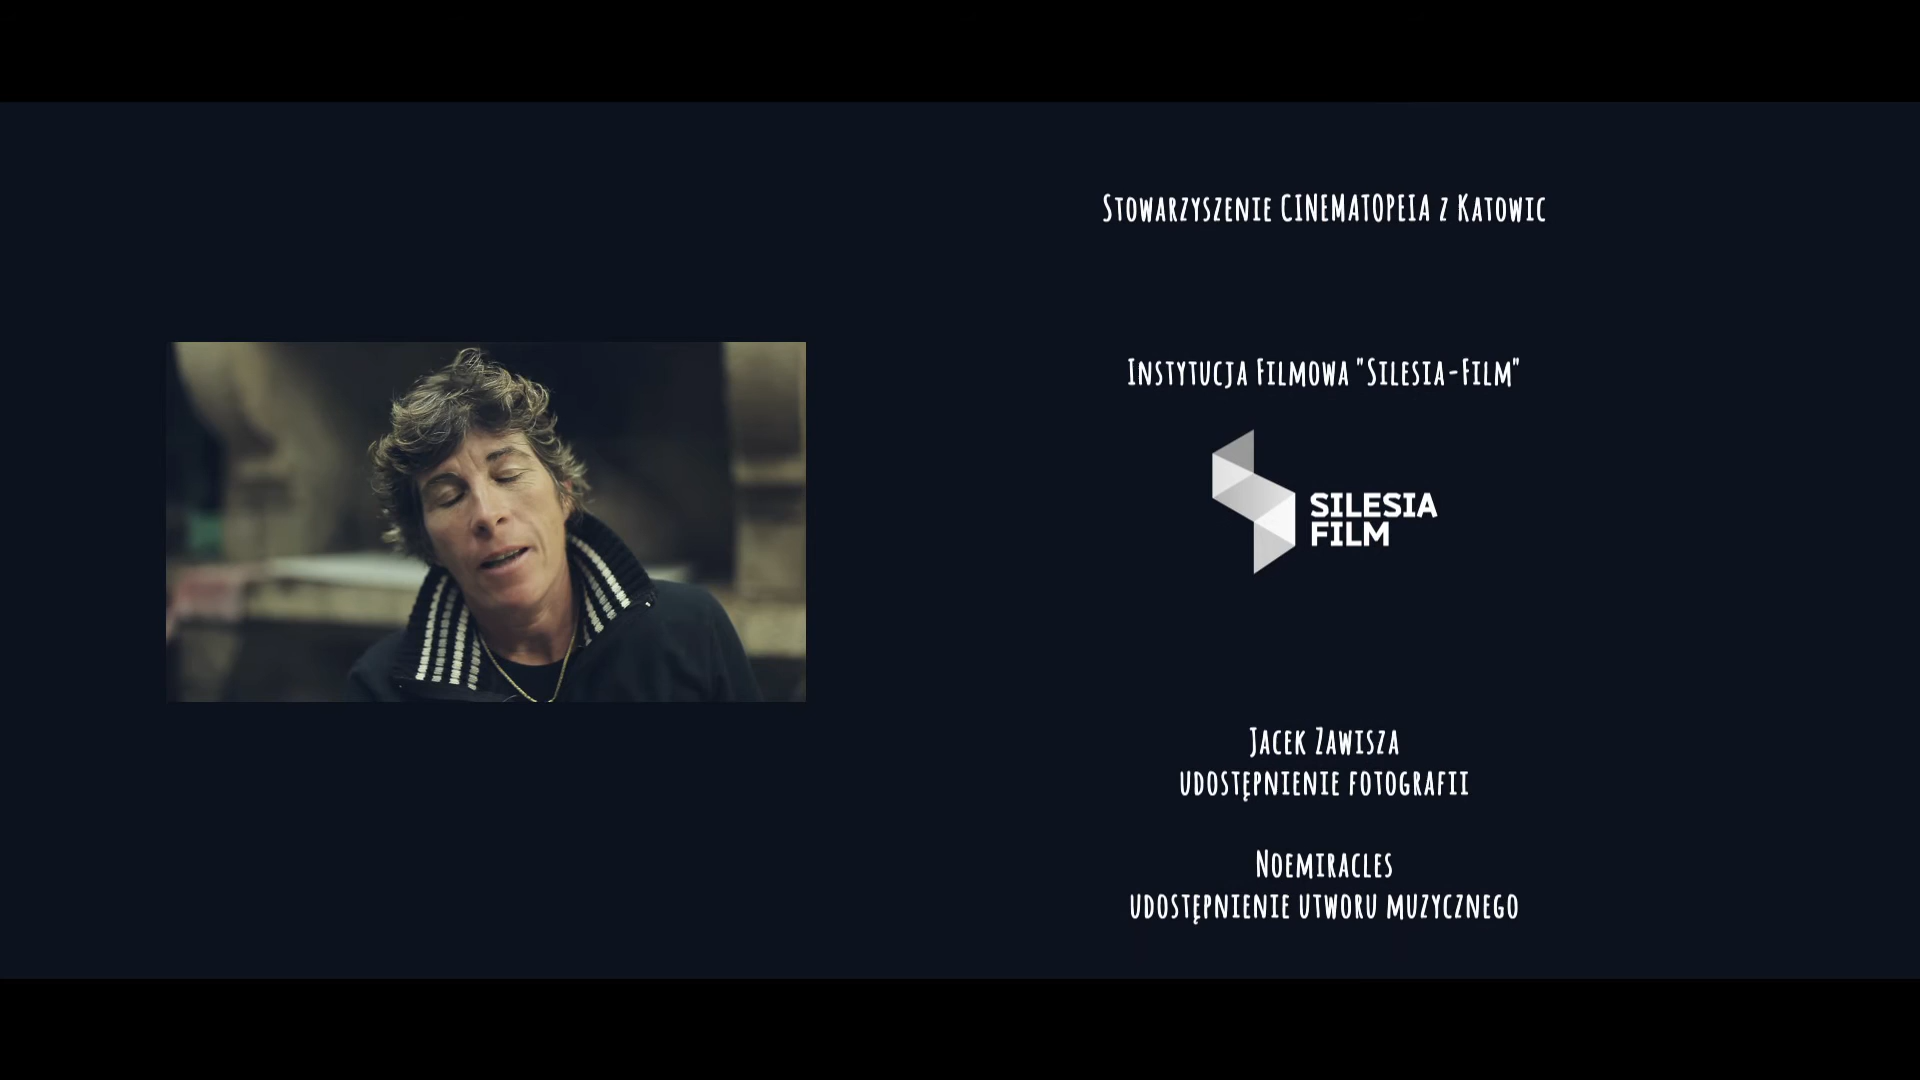 Stowarzyszenie CINEMATOPEIA z Katowic
Instytucja Filmowa "Silesia-Film"
SILESIA
FILM
Jacek Zawisza
udostępnienie fotografii
Noemiracles
udostępnienie utworu muzycznego